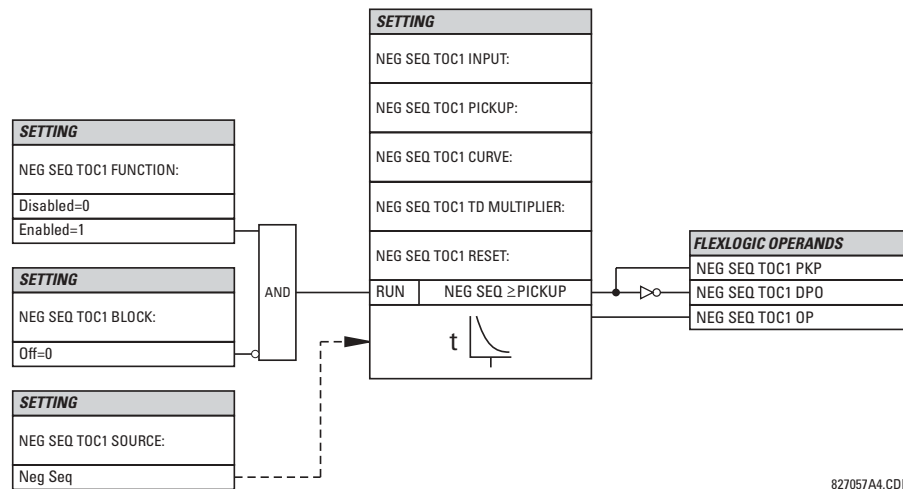 SETTING
NEG SEQ TOC1 FUNCTION:
Disabled=0
Enabled=1
SETTING
NEG SEQ TOC1 BLOCK:
Off=0
SETTING
NEG SEQ TOC1 SOURCE:
Neg Seq
AND
SETTING
NEG SEQ TOC1 INPUT:
NEG SEQ TOC1 PICKUP:
NEG SEQ TOC1 CURVE:
NEG SEQ TOC1 TD MULTIPLIER:
NEG SEQ TOC1 RESET:
RUN NEG SEQ ≥PICKUP
t
FLEXLOGIC OPERANDS
NEG SEQ TOC1 PKP
NEG SEQ TOC1 DPO
NEG SEQ TOC1 OP